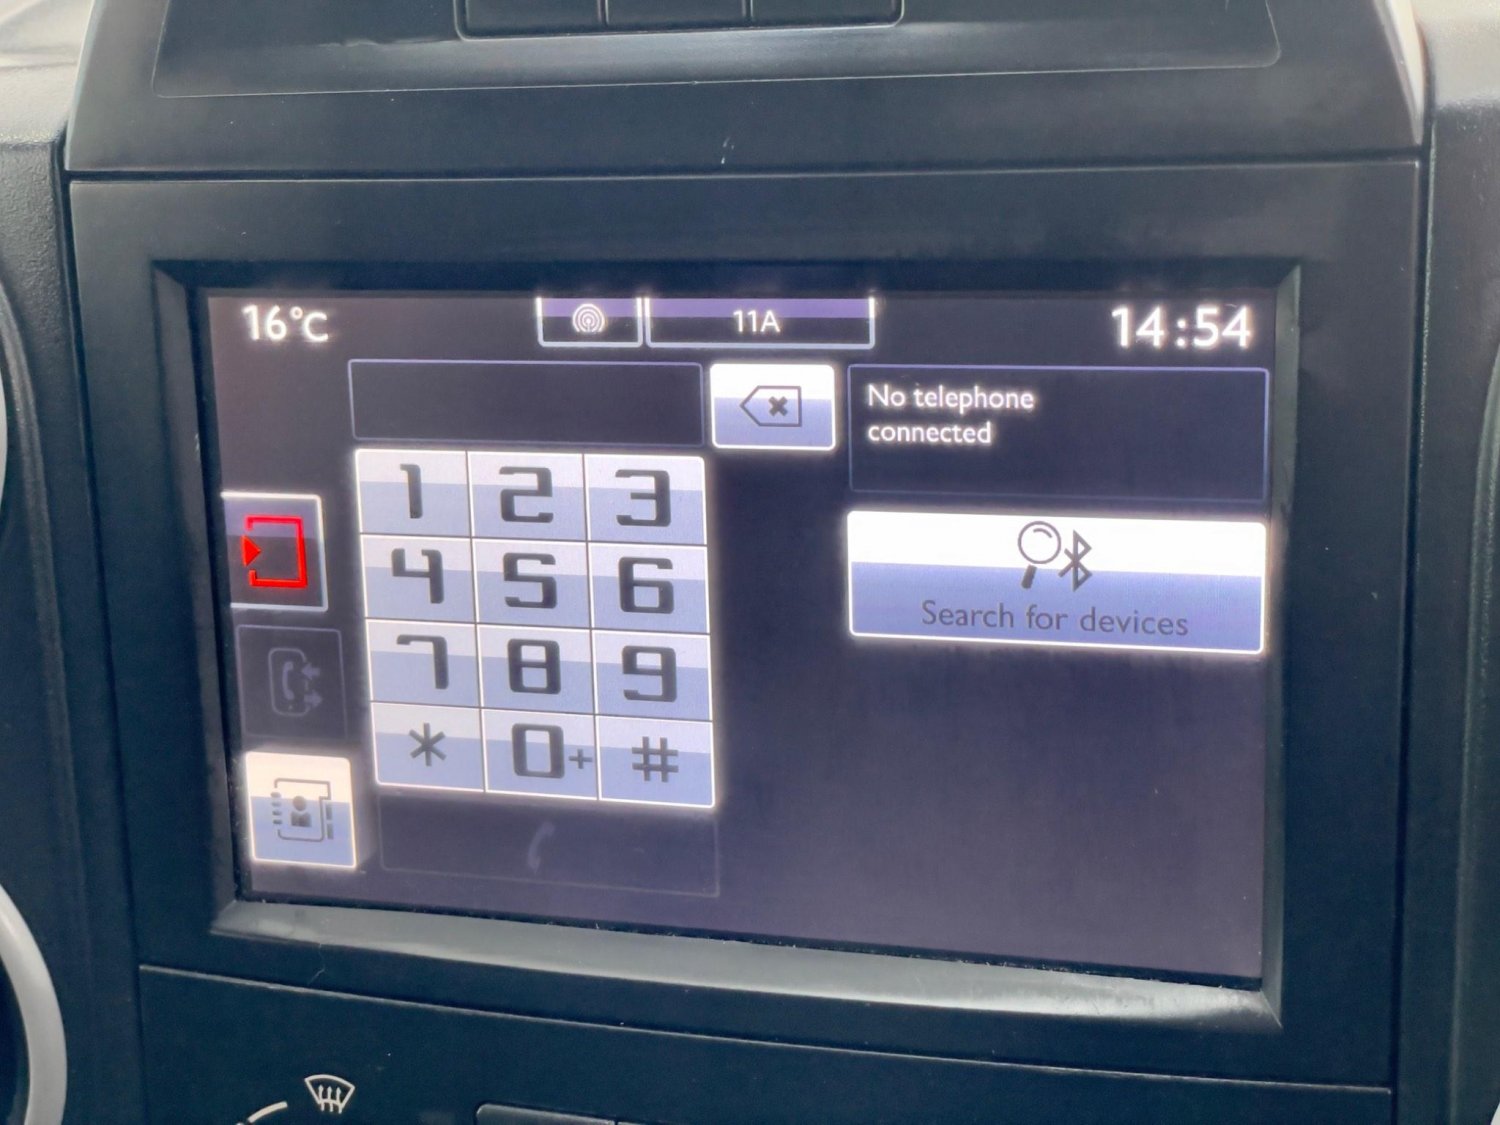 16°C
11A
14:54
No telephone
connected
1 2 3
4 5 6
7 8 9
* 0+ #
Search for devices